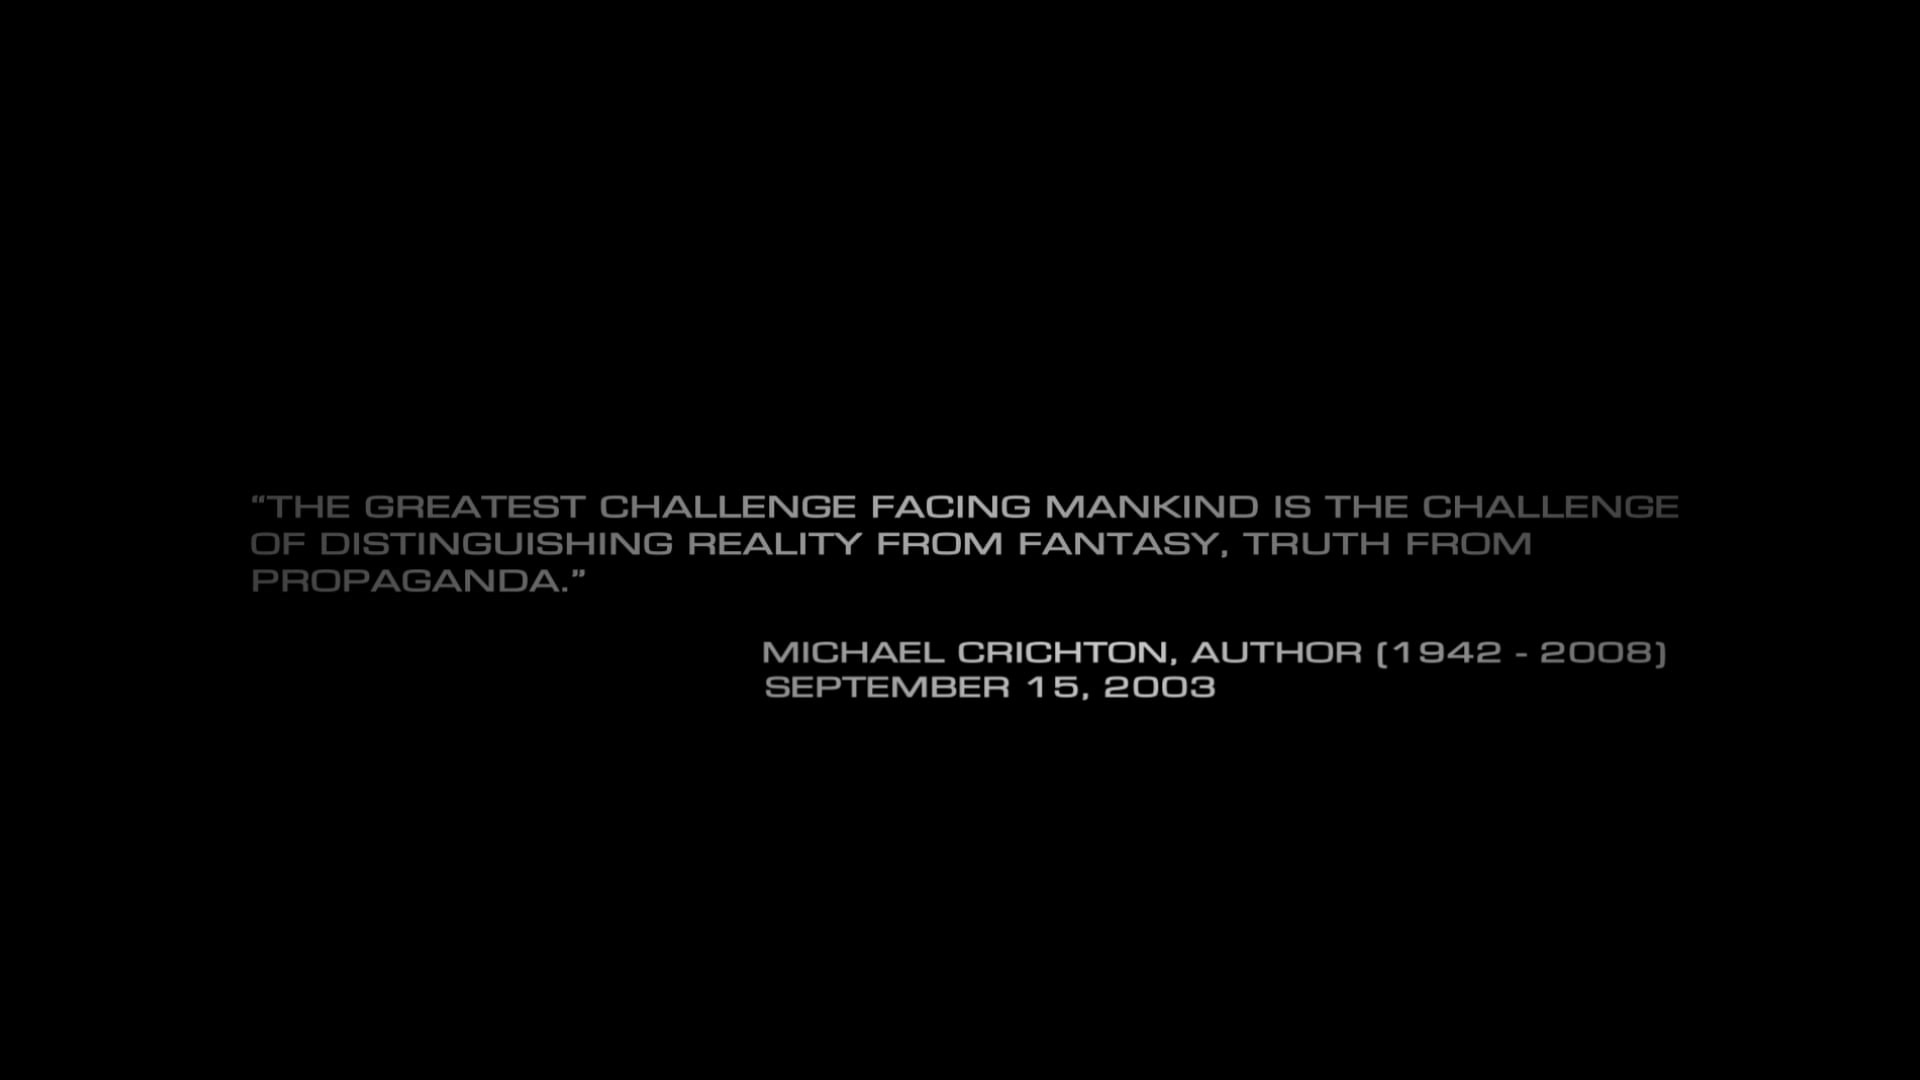 “THE GREATEST CHALLENGE FACING MANKIND IS THE CHALLENGE
OF DISTINGUISHING REALITY FROM FANTASY, TRUTH FROM
PROPAGANDA.”
MICHAEL CRICHTON, AUTHOR (1942 - 2008)
SEPTEMBER 15, 2003